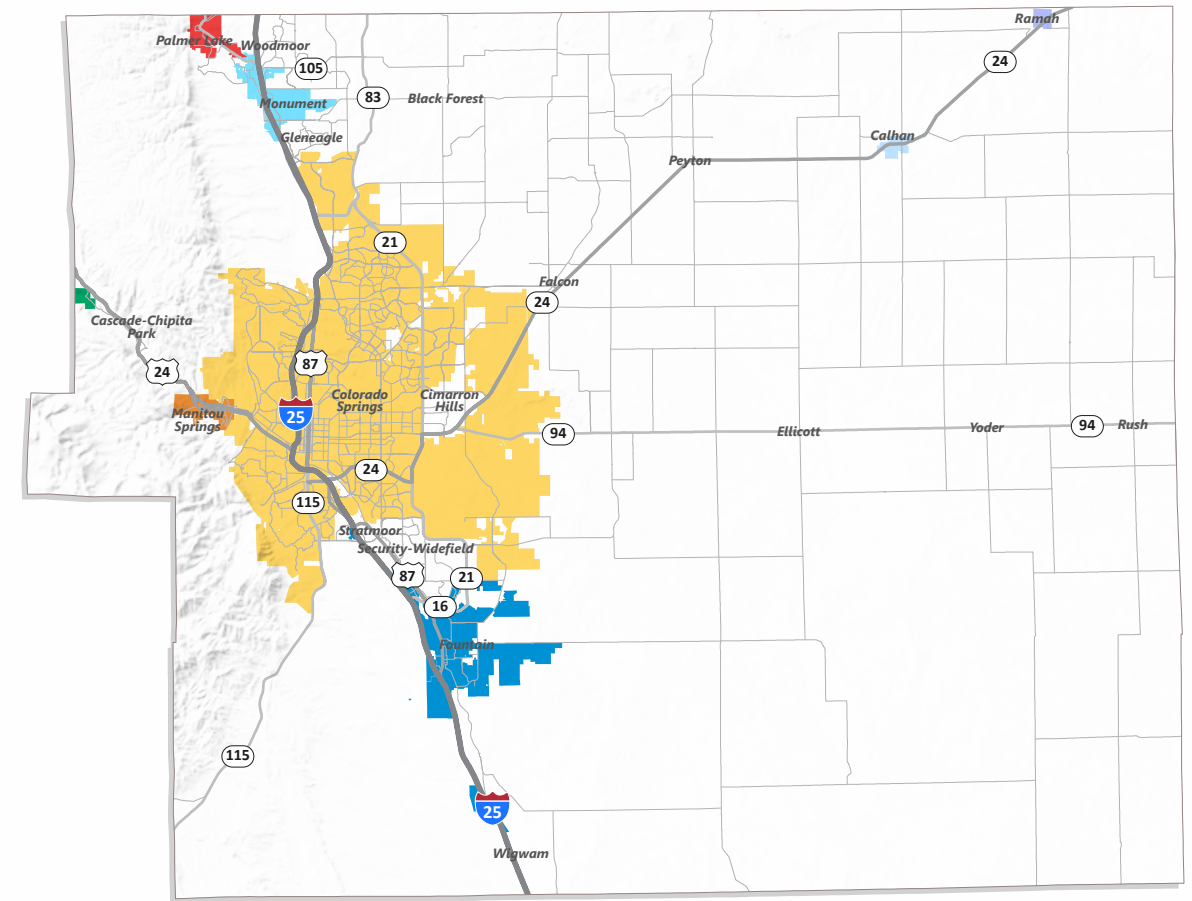 Ramah
Palmer Lake
Woodmoor
24
105
83
Black Forest
Monument
Calhan
Gleneagle
Peyton
21
Falcon
24
Cascade-Chipita
Park
87
24
Colorado
Springs
Cimarron
Hills
25
Manitou
Springs
94
Ellicott
Yoder
94
Rush
24
115
Stratmoor
Security-Widefield
87
21
16
Fountain
115
25
Wigwam